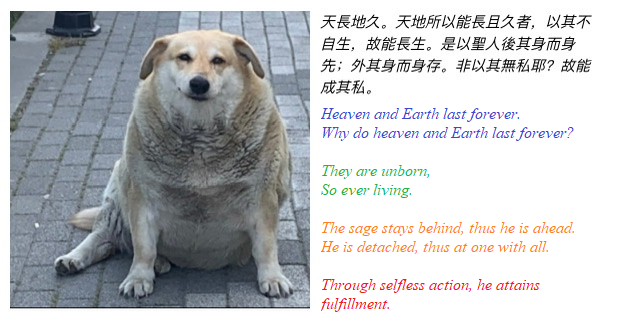 天長地久。天地所以能長且久者，以其不
自生，故能長生。是以聖人後其身而身
先；外其身而身存。非以其無私耶？故能
成其私。
Heaven and Earth last forever.
Why do heaven and Earth last forever?
They are unborn,
So ever living.
The sage stays behind, thus he is ahead.
He is detached, thus at one with all.
Through selfless action, he attains
fulfillment.